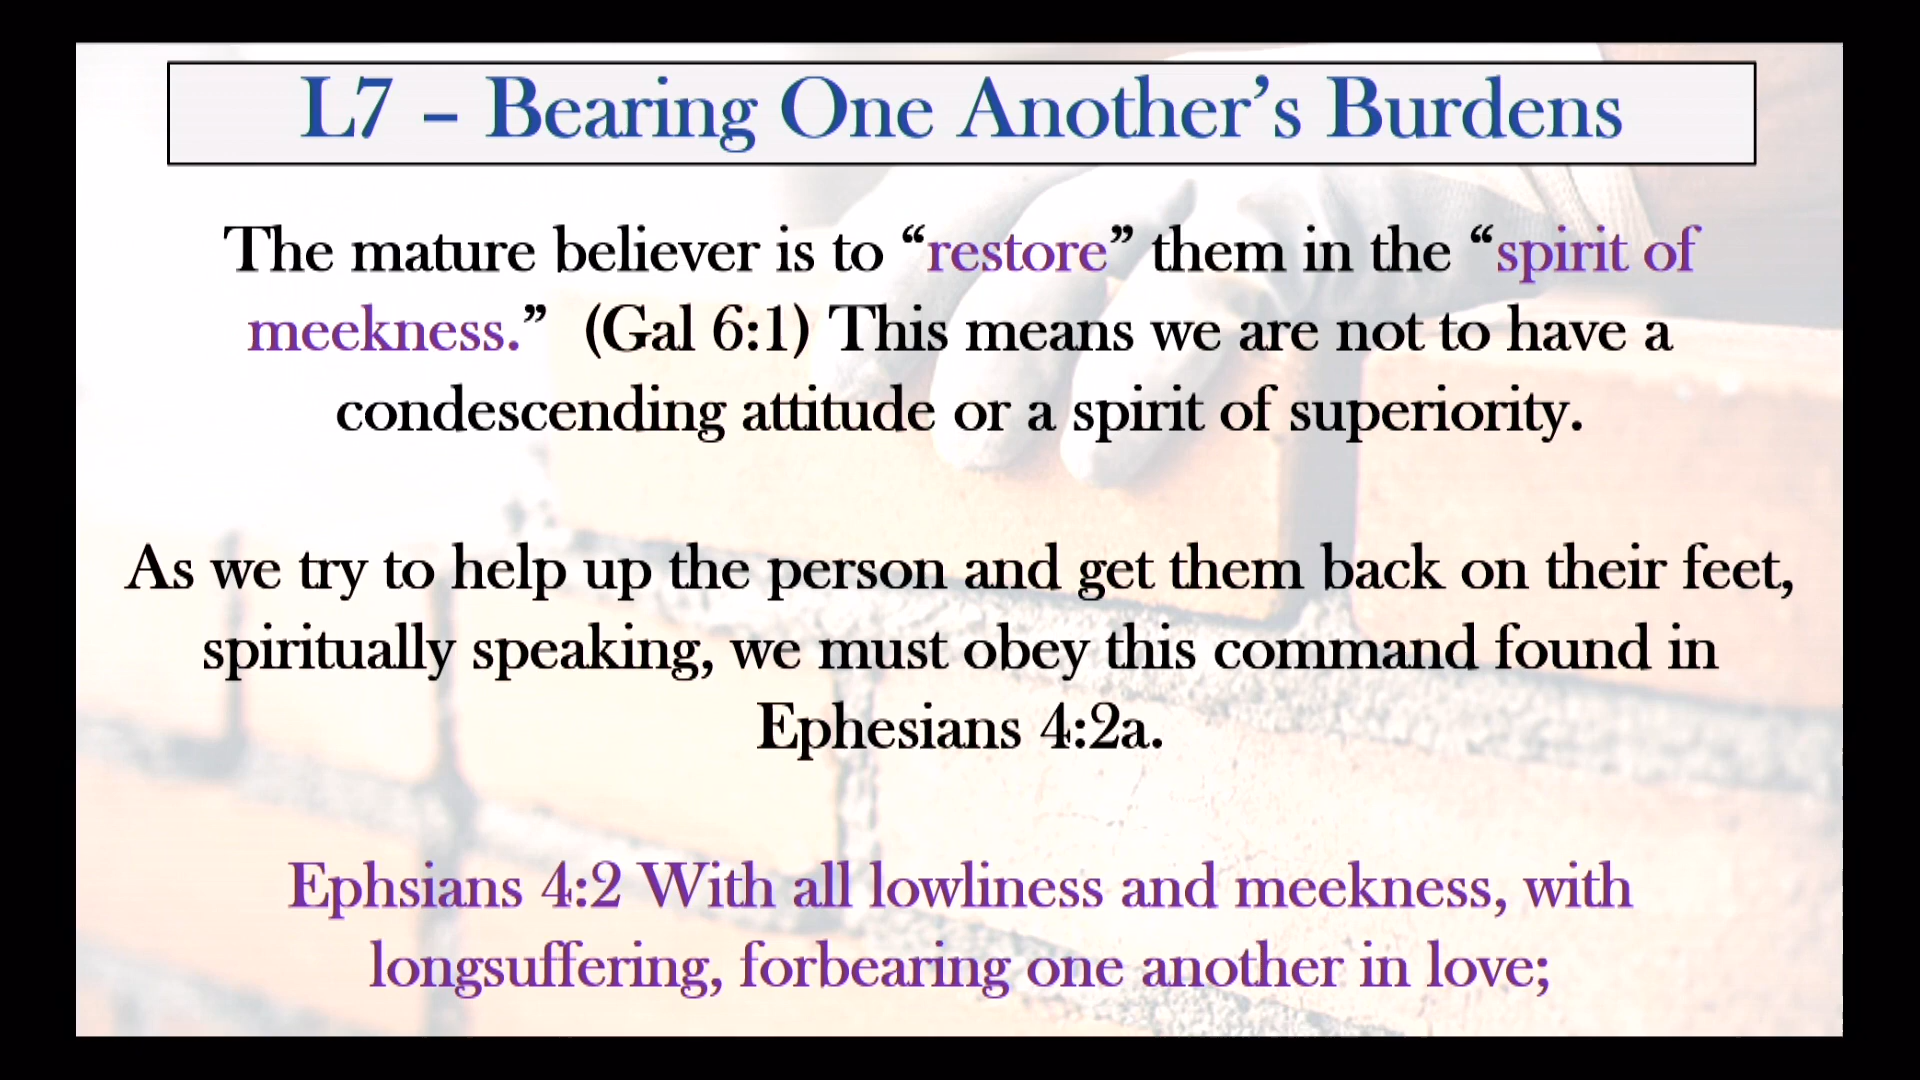 L7 – Bearing One Another’s Burdens
The mature believer is to “restore” them in the “spirit of
meekness.”  (Gal 6:1) This means we are not to have a
condescending attitude or a spirit of superiority.
As we try to help up the person and get them back on their feet,
spiritually speaking, we must obey this command found in
Ephesians 4:2a.
Ephsians 4:2 With all lowliness and meekness, with
longsuffering, forbearing one another in love;